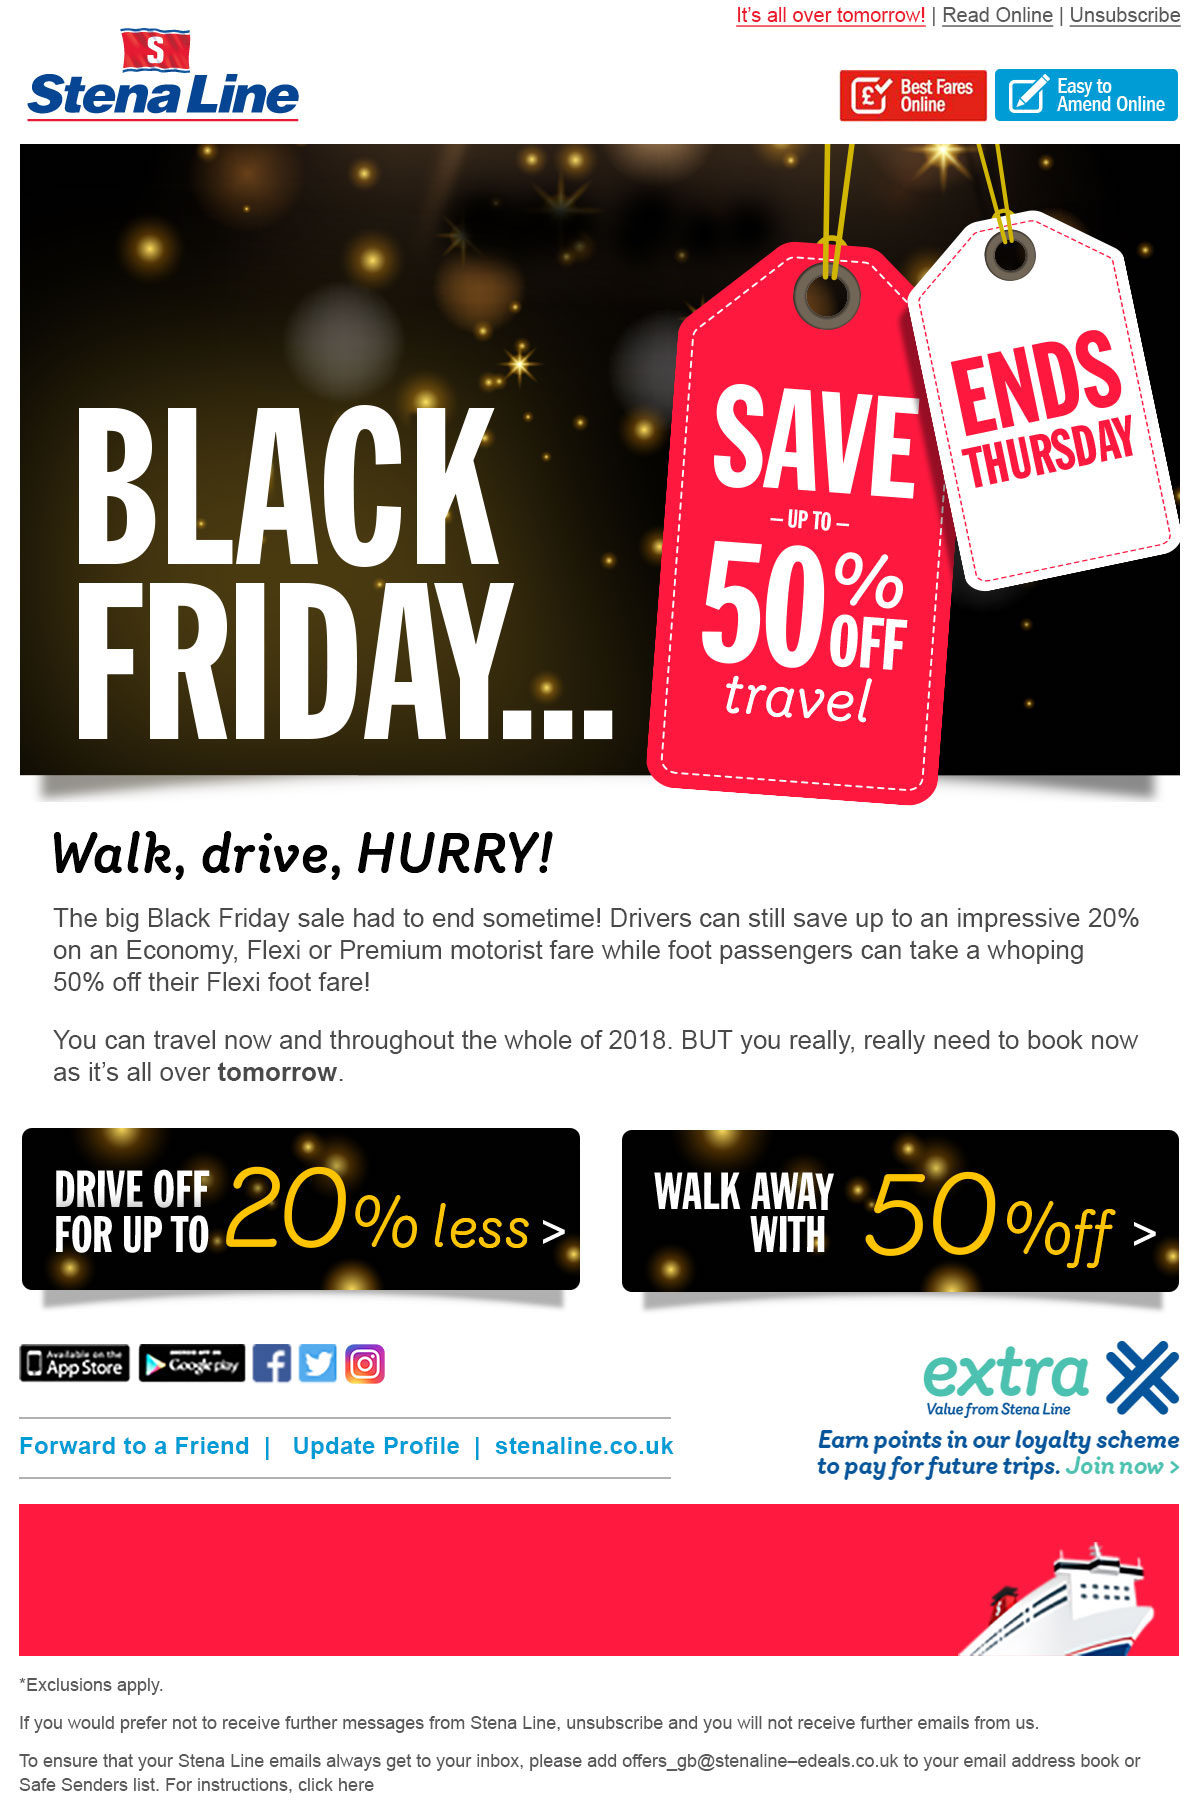 It's all over tomorrow! | Read Online | Unsubscribe
S
Stena Line
£
Best Fares
Online
Easy to
Amend Online
BLACK
FRIDAY...
SAVE
– UP TO –
50%
OFF
travel
ENDS
THURSDAY
Walk, drive, HURRY!
The big Black Friday sale had to end sometime! Drivers can still save up to an impressive 20%
on an Economy, Flexi or Premium motorist fare while foot passengers can take a whoping
50% off their Flexi foot fare!
You can travel now and throughout the whole of 2018. BUT you really, really need to book now
as it's all over tomorrow.
DRIVE OFF
FOR UP TO
20% less >
WALK AWAY
WITH
50%ff >
Available on the
App Store
ANDROID APP ON
Google play
extra
Value from Stena Line
Earn points in our loyalty scheme
to pay for future trips. Join now >
Forward to a Friend | Update Profile | stenaline.co.uk
S
*Exclusions apply.
If you would prefer not to receive further messages from Stena Line, unsubscribe and you will not receive further emails from us.
To ensure that your Stena Line emails always get to your inbox, please add offers_gb@stenaline–edeals.co.uk to your email address book or
Safe Senders list. For instructions, click here